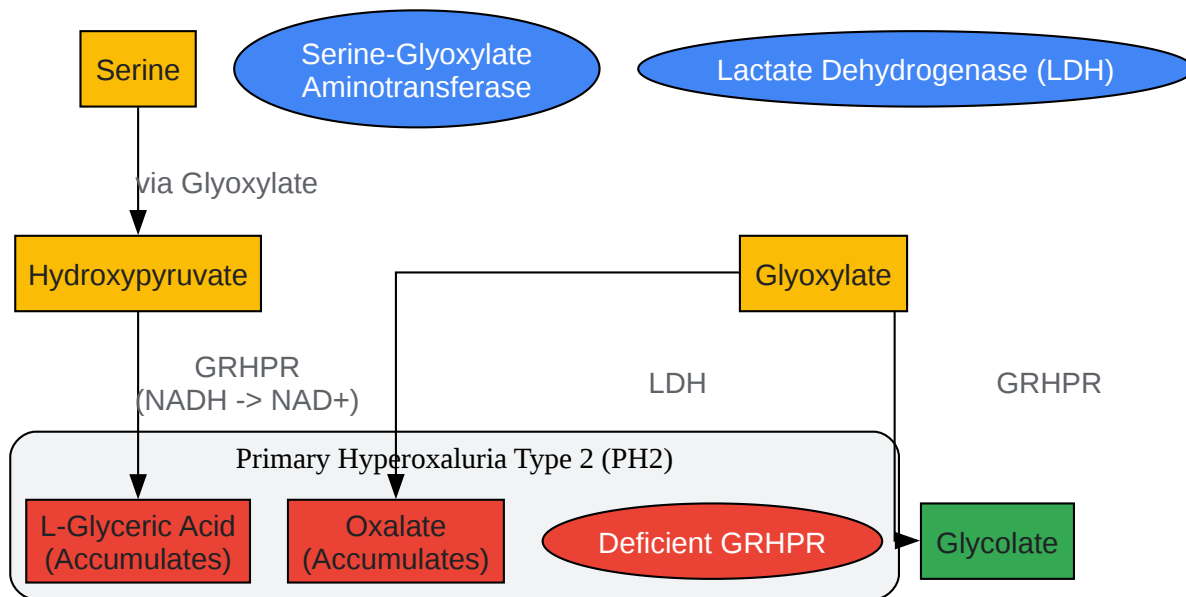 Serine
Serine-Glyoxylate
Aminotransferase
Lactate Dehydrogenase (LDH)
via Glyoxylate
Hydroxypyruvate
Glyoxylate
GRHPR
(NADH -> NAD+)
LDH
GRHPR
Primary Hyperoxaluria Type 2 (PH2)
L-Glyceric Acid
(Accumulates)
Oxalate
(Accumulates)
Deficient GRHPR
Glycolate